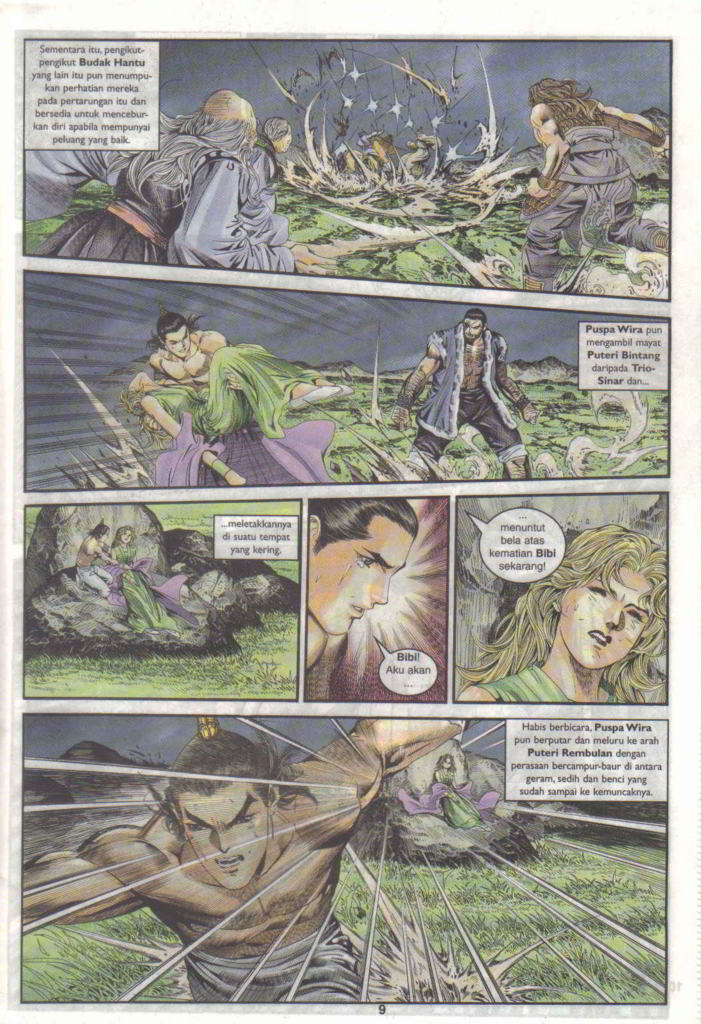 Sementara itu, pengikut-
pengikut Budak Hantu
yang lain itu pun menumpu-
kan perhatian mereka
pada pertarungan itu dan
bersedia untuk mencebur-
kan diri apabila mempunyai
peluang yang baik.
Puspa Wira pun
mengambil mayat
Puteri Bintang
daripada Trio-
Sinar dan...
...meletakkannya
di suatu tempat
yang kering.
Bibi!
Aku akan
...
...
menuntut
bela atas
kematian Bibi
sekarang!
Habis berbicara, Puspa Wira
pun berputar dan meluru ke arah
Puteri Rembulan dengan
perasaan bercampur-baur di antara
geram, sedih dan benci yang
sudah sampai ke kemuncaknya.
9